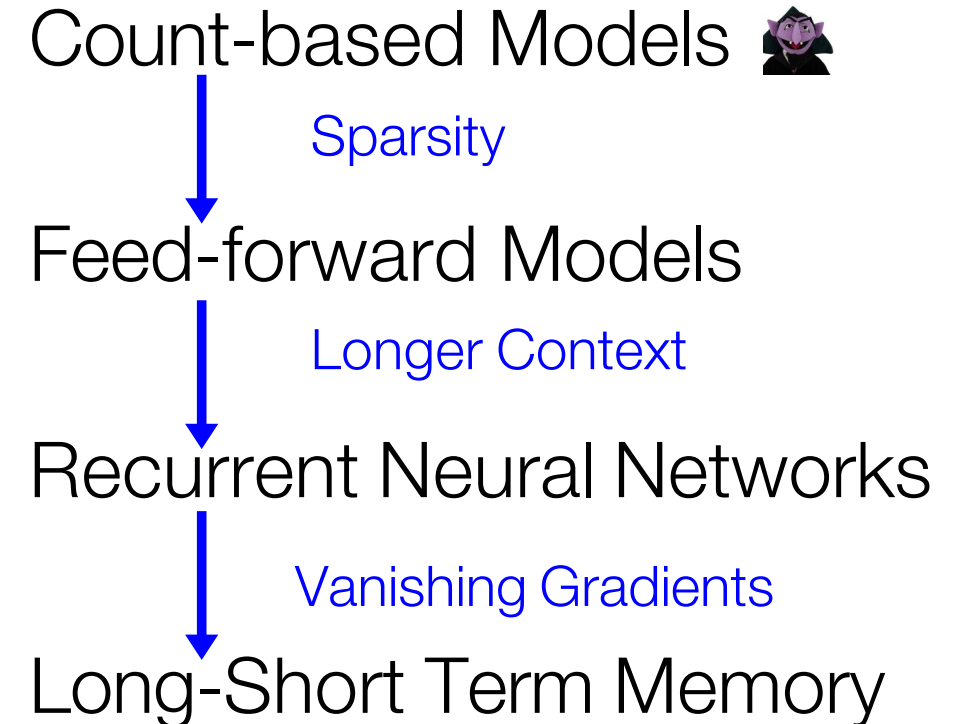 Count-based Models
Sparsity
Feed-forward Models
Longer Context
Recurrent Neural Networks
Vanishing Gradients
Long-Short Term Memory